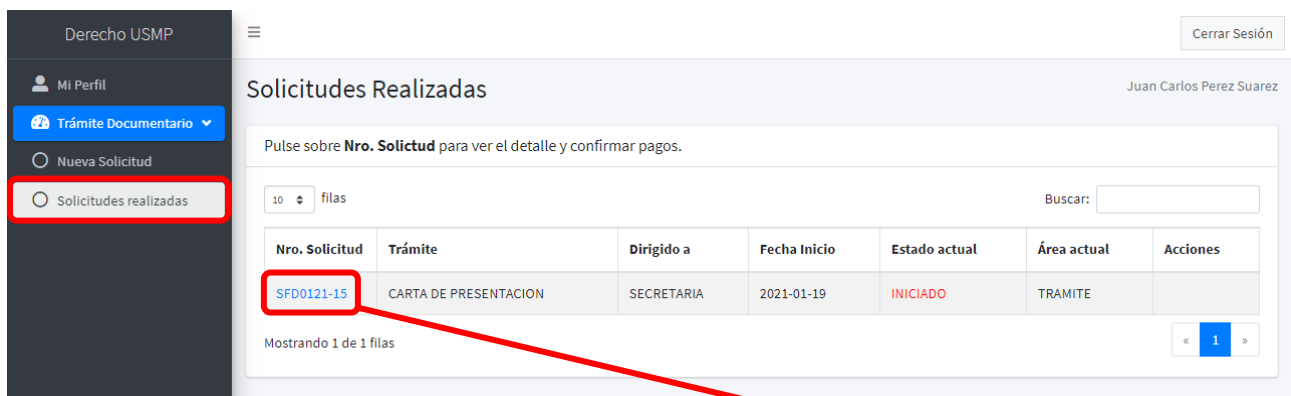 Derecho USMP
Cerrar Sesión
Mi Perfil
Solicitudes Realizadas
Juan Carlos Perez Suarez
Trámite Documentario
Pulse sobre Nro. Solictud para ver el detalle y confirmar pagos.
Nueva Solicitud
Solicitudes realizadas
10 filas
Buscar:
Nro. Solicitud Trámite Dirigido a Fecha Inicio Estado actual Área actual Acciones
SFD0121-15 CARTA DE PRESENTACION SECRETARIA 2021-01-19 INICIADO TRAMITE
Mostrando 1 de 1 filas
« 1 »